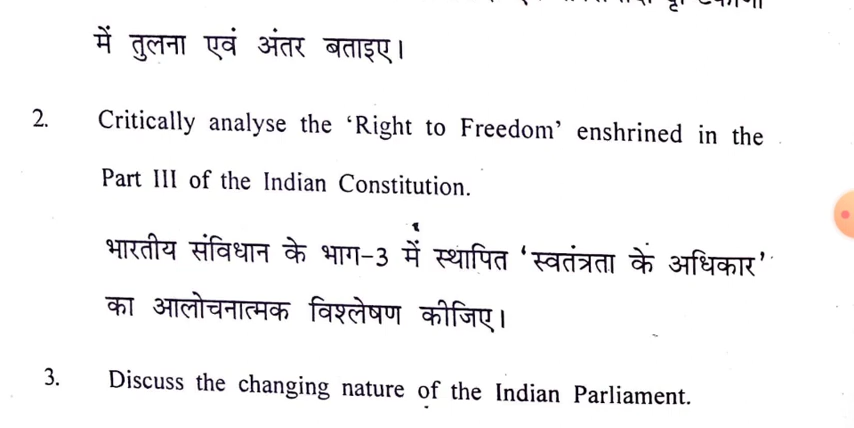 में तुलना एवं अंतर बताइए।
2. Critically analyse the ‘Right to Freedom’ enshrined in the
Part III of the Indian Constitution.
भारतीय संविधान के भाग-3 में स्थापित ‘स्वतंत्रता के अधिकार’
का आलोचनात्मक विश्लेषण कीजिए।
3. Discuss the changing nature of the Indian Parliament.